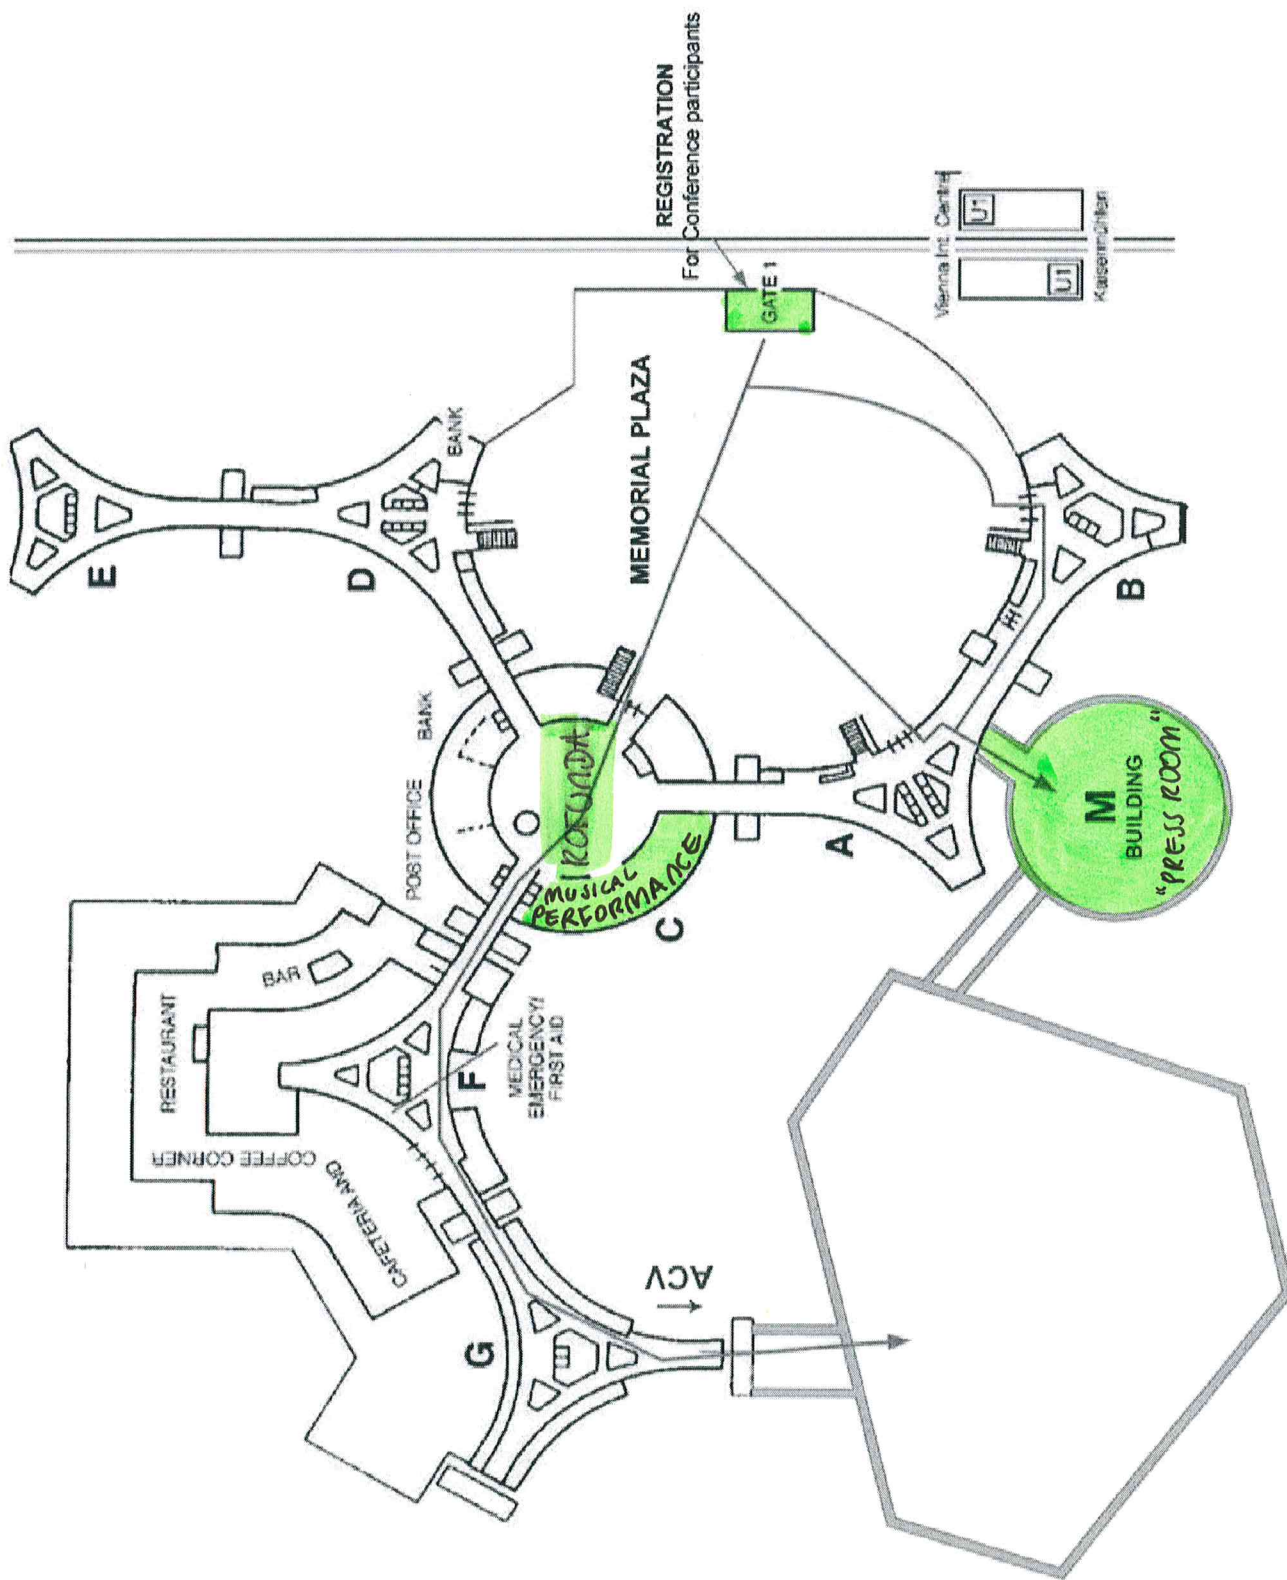 REGISTRATION
For Conference participants
GATE 1
Vienna Int. Centre
U1
U1
Kaisermühlen
MEMORIAL PLAZA
BANK
E
D
B
BANK
POST OFFICE
ROTUNDA
MUSICAL
PERFORMANCE
C
A
M
BUILDING
"PRESS ROOM"
BAR
RESTAURANT
COFFEE CORNER
CAFETERIA AND
F
MEDICAL
EMERGENCY/
FIRST AID
G
ACV